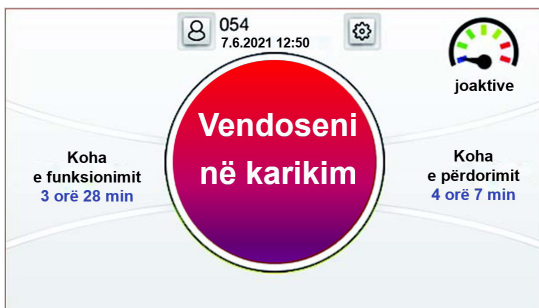 054
7.6.2021 12:50
joaktive
Vendoseni
në karikim
Koha
e funksionimit
3 orë 28 min
Koha
e përdorimit
4 orë 7 min